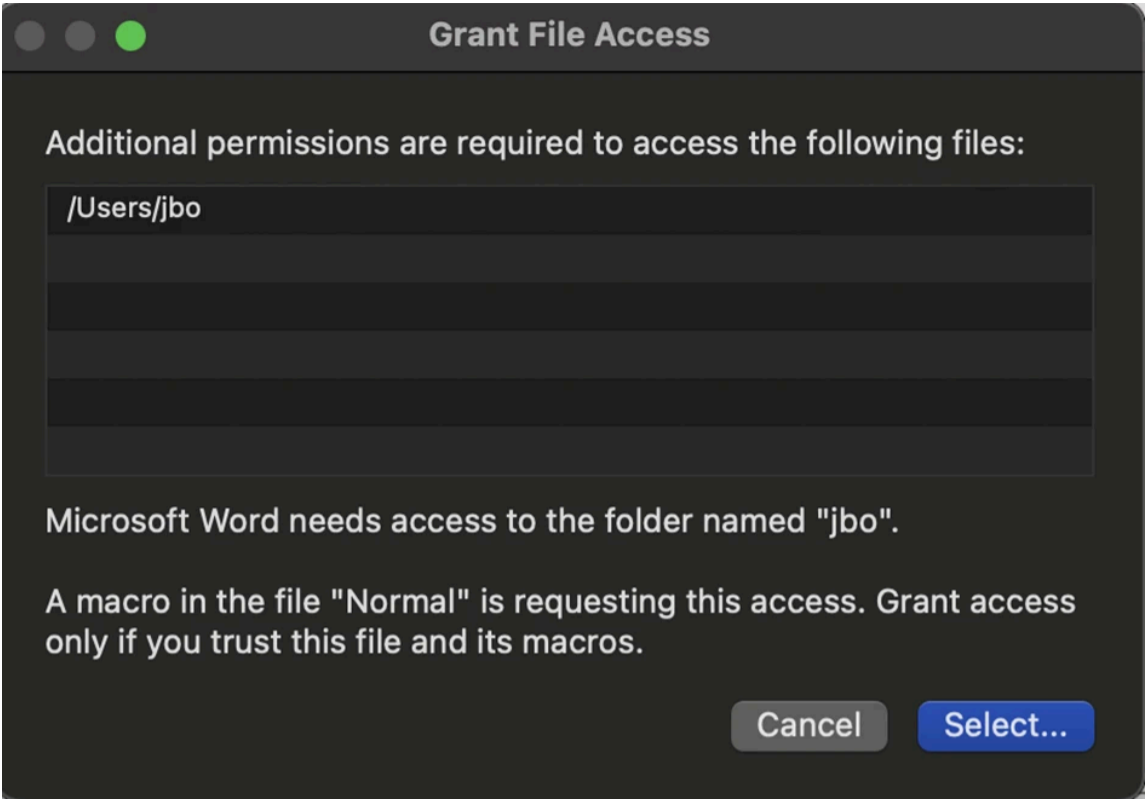 Grant File Access
Additional permissions are required to access the following files:
/Users/jbo
Microsoft Word needs access to the folder named "jbo".
A macro in the file "Normal" is requesting this access. Grant access
only if you trust this file and its macros.
Cancel
Select...